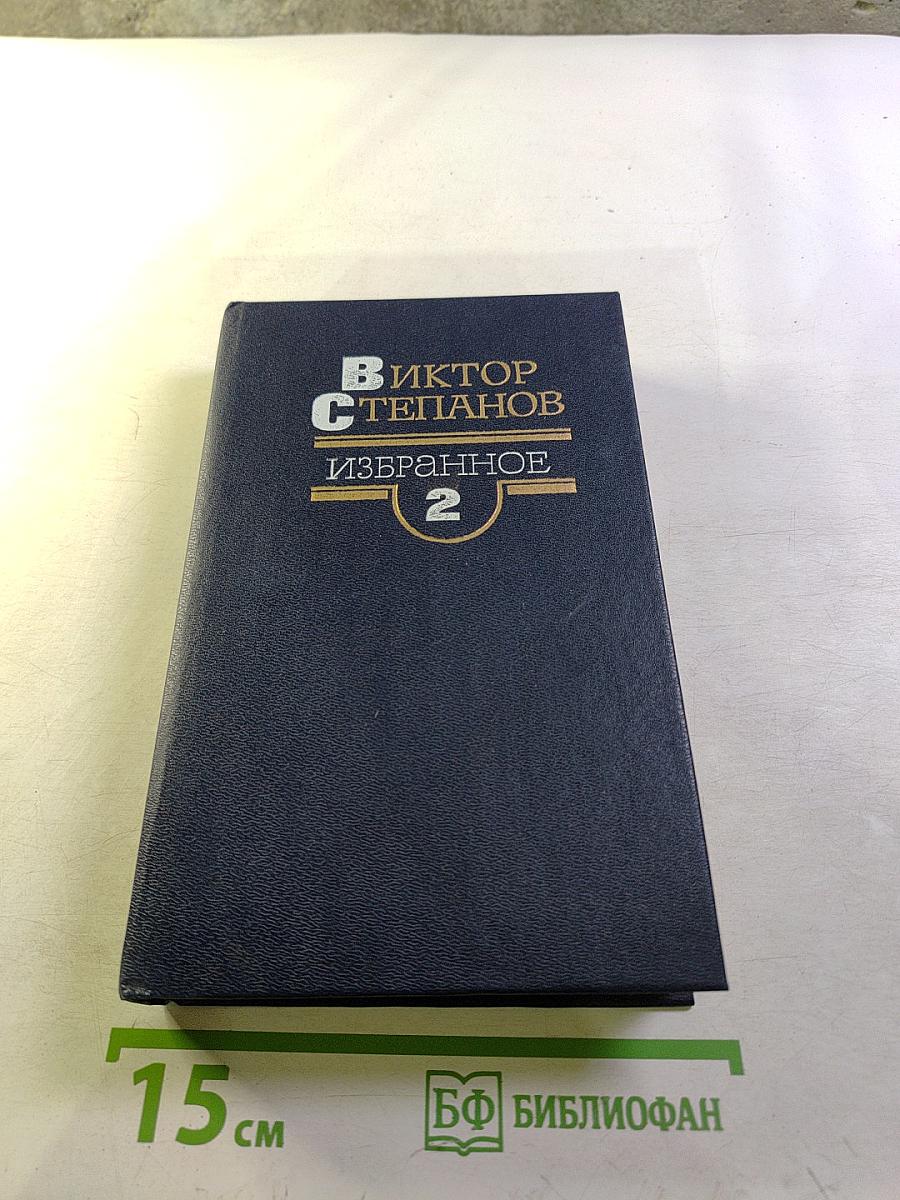 ВИКТОР
СТЕПАНОВ
ИЗБРАННОЕ
2
15 см
БФ БИБЛИОФАН